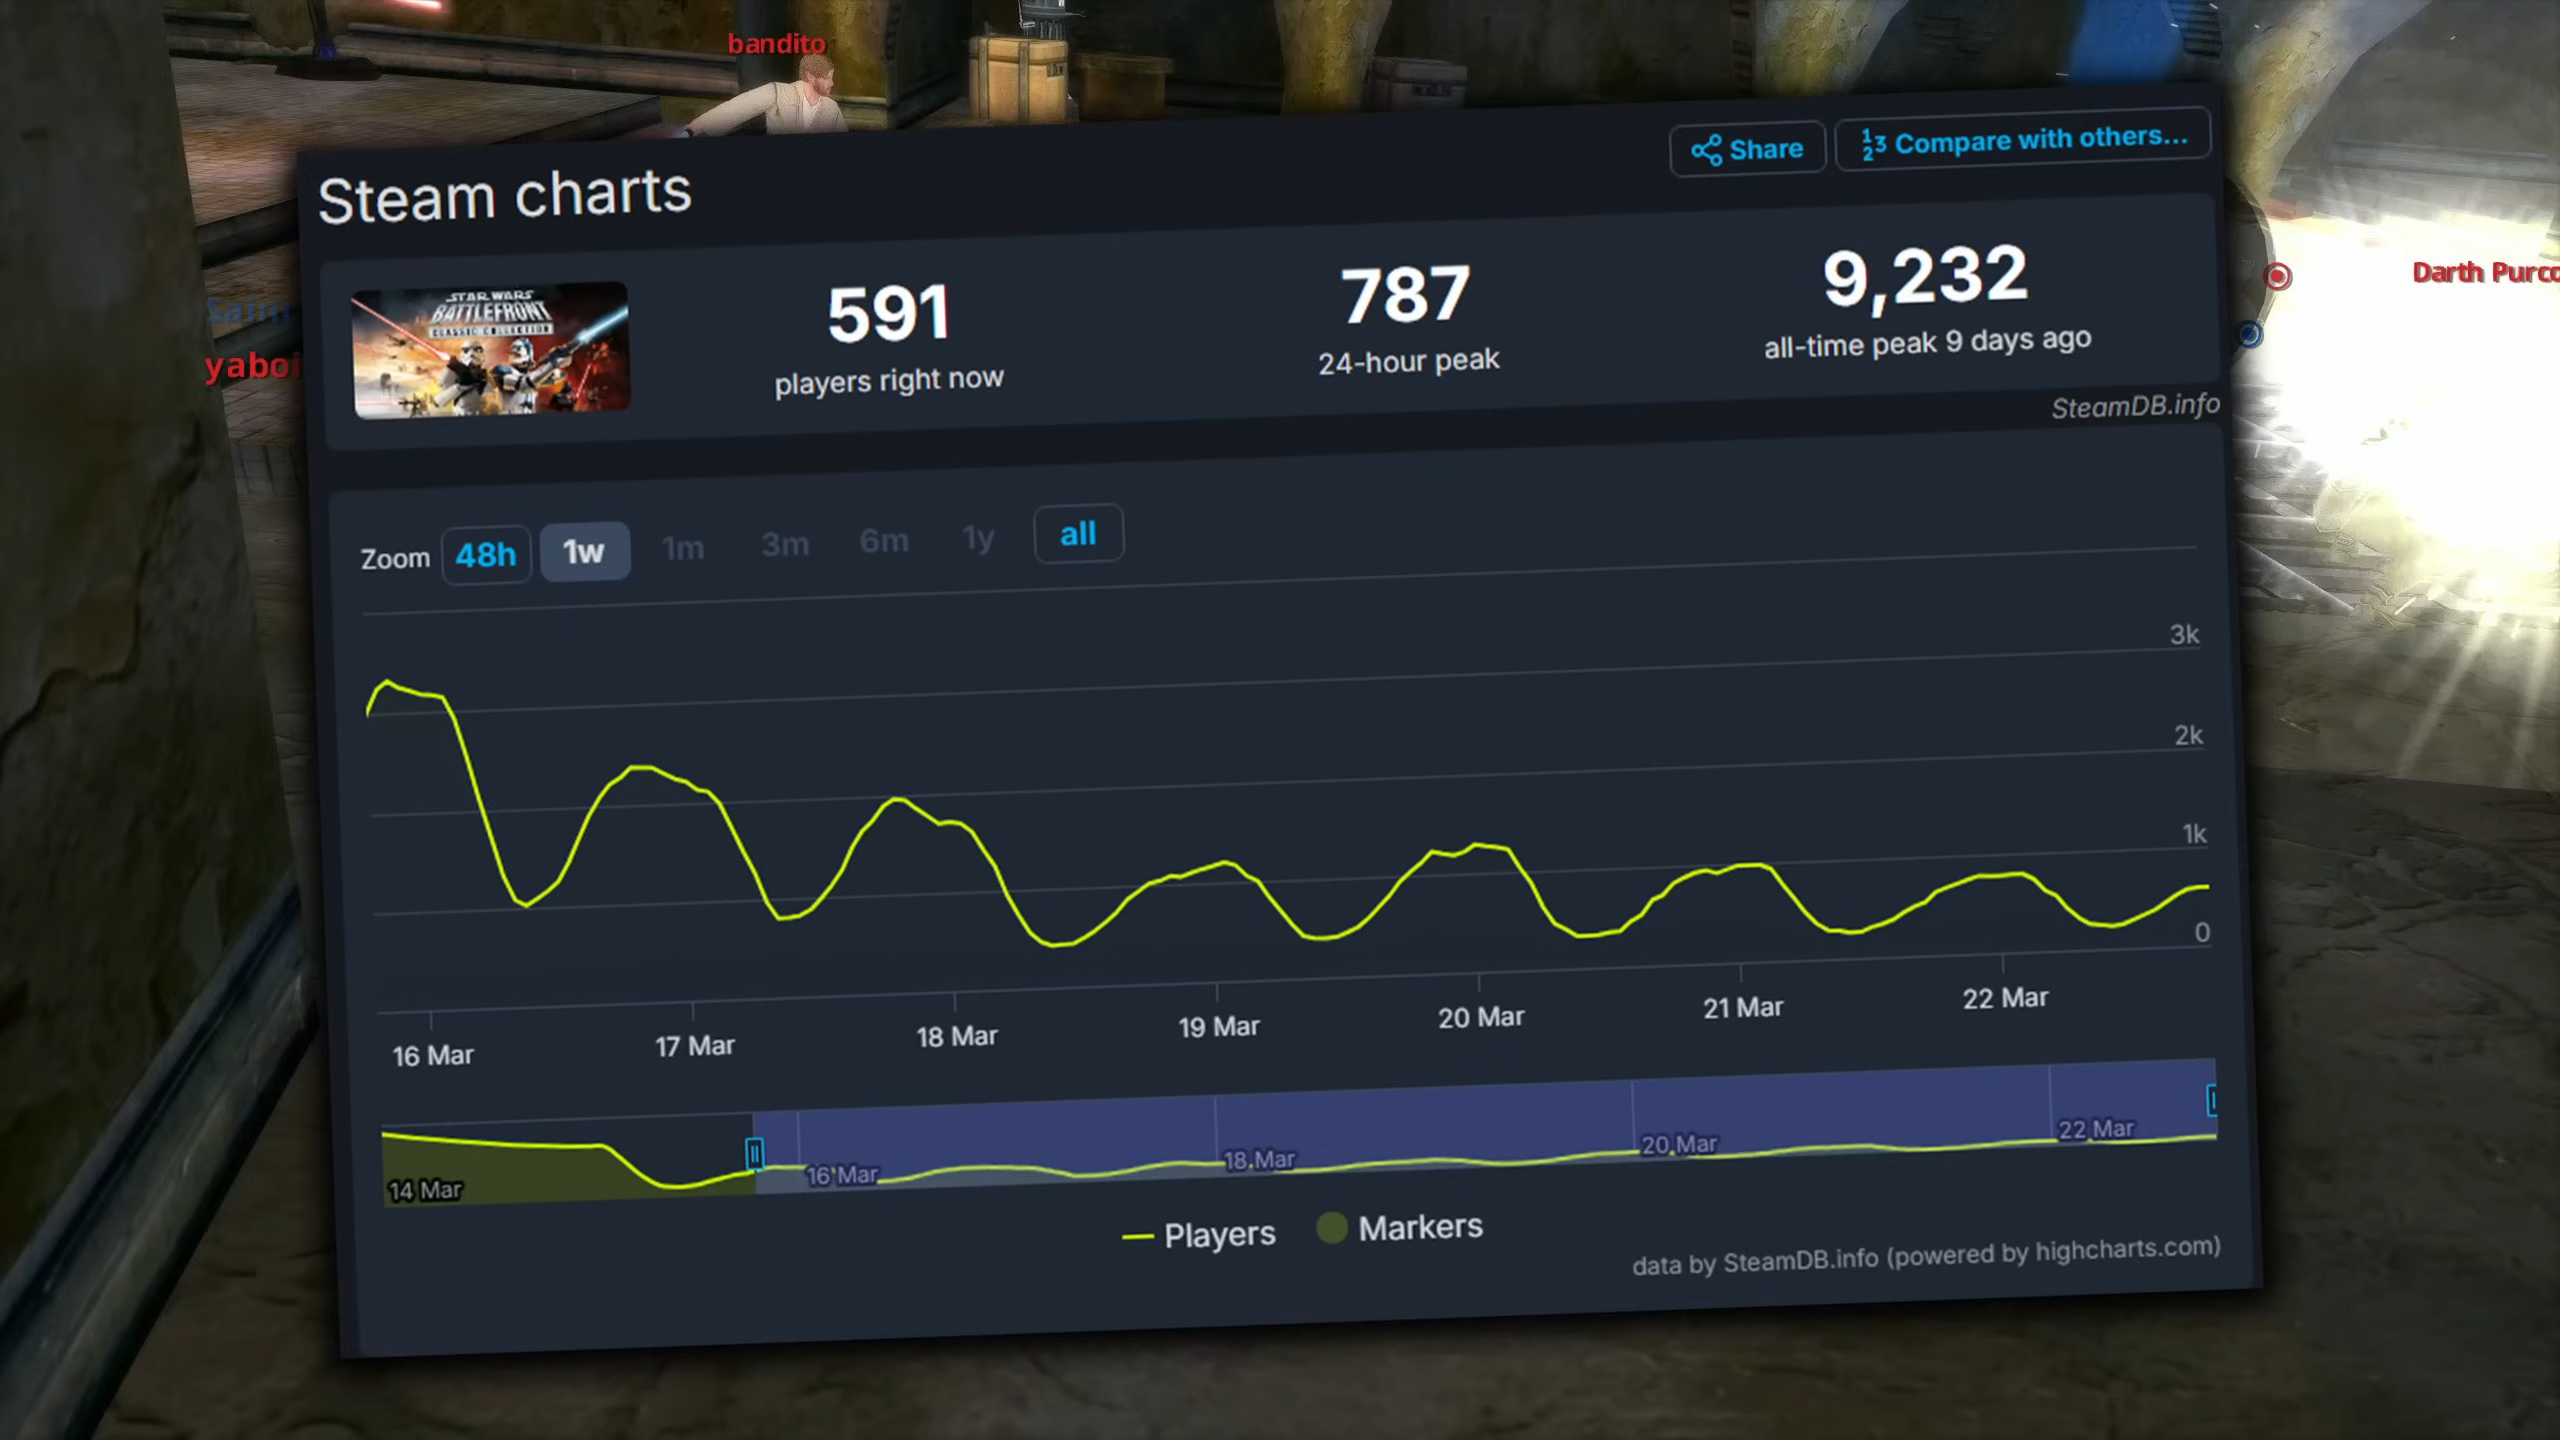 bandito
Share
Compare with others...
Steam charts
STAR WARS
BATTLEFRONT
CLASSIC COLLECTION
591
players right now
787
24-hour peak
9,232
all-time peak 9 days ago
Darth Purco
Saint
yaboi
SteamDB.info
Zoom 48h 1w 1m 3m 6m 1y all
3k
2k
1k
0
16 Mar 17 Mar 18 Mar 19 Mar 20 Mar 21 Mar 22 Mar
14 Mar 16 Mar 18 Mar 20 Mar 22 Mar
Players Markers
data by SteamDB.info (powered by highcharts.com)